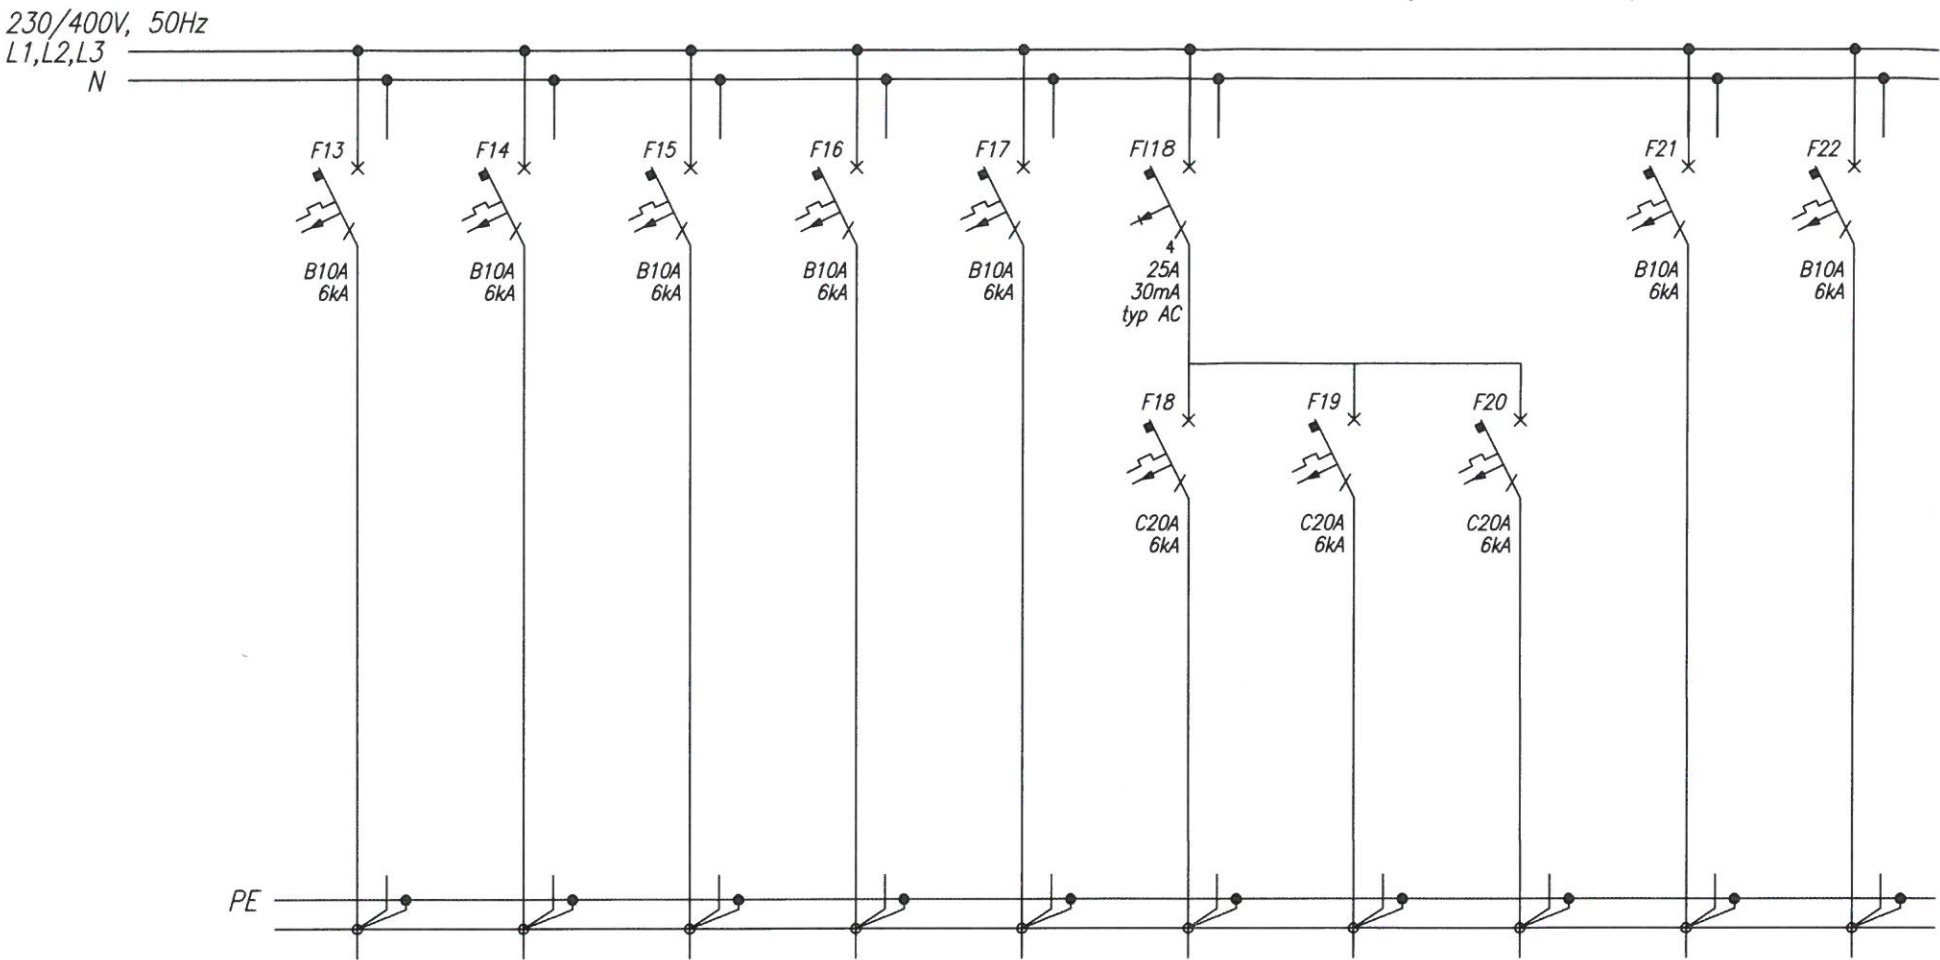 230/400V, 50Hz
L1,L2,L3
N
F13
F14
F15
F16
F17
FI18
F21
F22
B10A
6kA
B10A
6kA
B10A
6kA
B10A
6kA
B10A
6kA
4
25A
30mA
typ AC
B10A
6kA
B10A
6kA
F18
F19
F20
C20A
6kA
C20A
6kA
C20A
6kA
PE